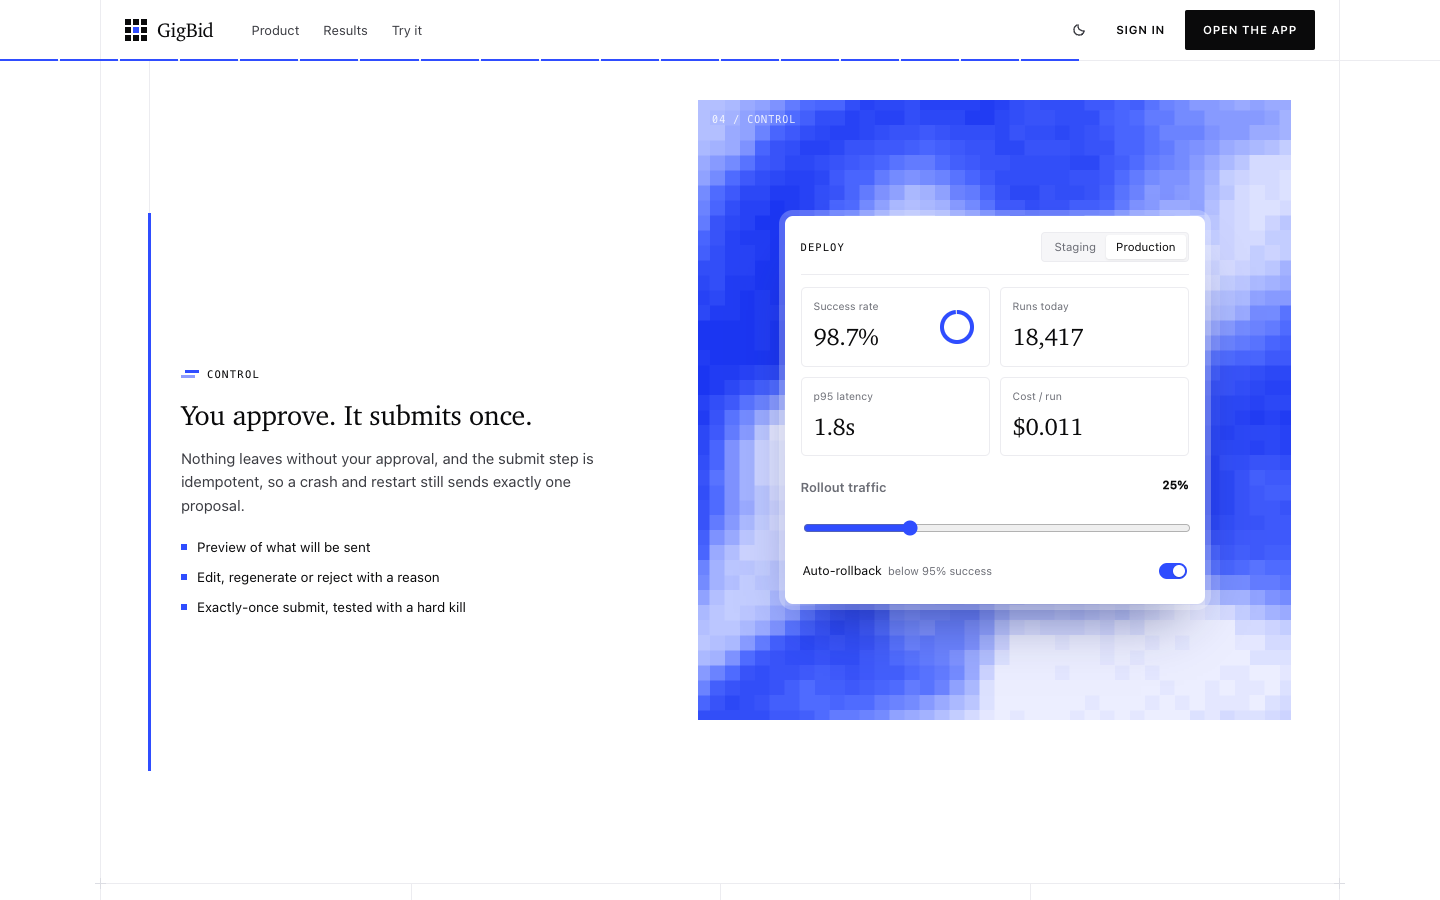 GigBid
Product
Results
Try it
SIGN IN
OPEN THE APP
CONTROL
You approve. It submits once.
Nothing leaves without your approval, and the submit step is
idempotent, so a crash and restart still sends exactly one
proposal.
Preview of what will be sent
Edit, regenerate or reject with a reason
Exactly-once submit, tested with a hard kill
04 / CONTROL
DEPLOY
Staging
Production
Success rate
98.7%
Runs today
18,417
p95 latency
1.8s
Cost / run
$0.011
Rollout traffic
25%
Auto-rollback below 95% success